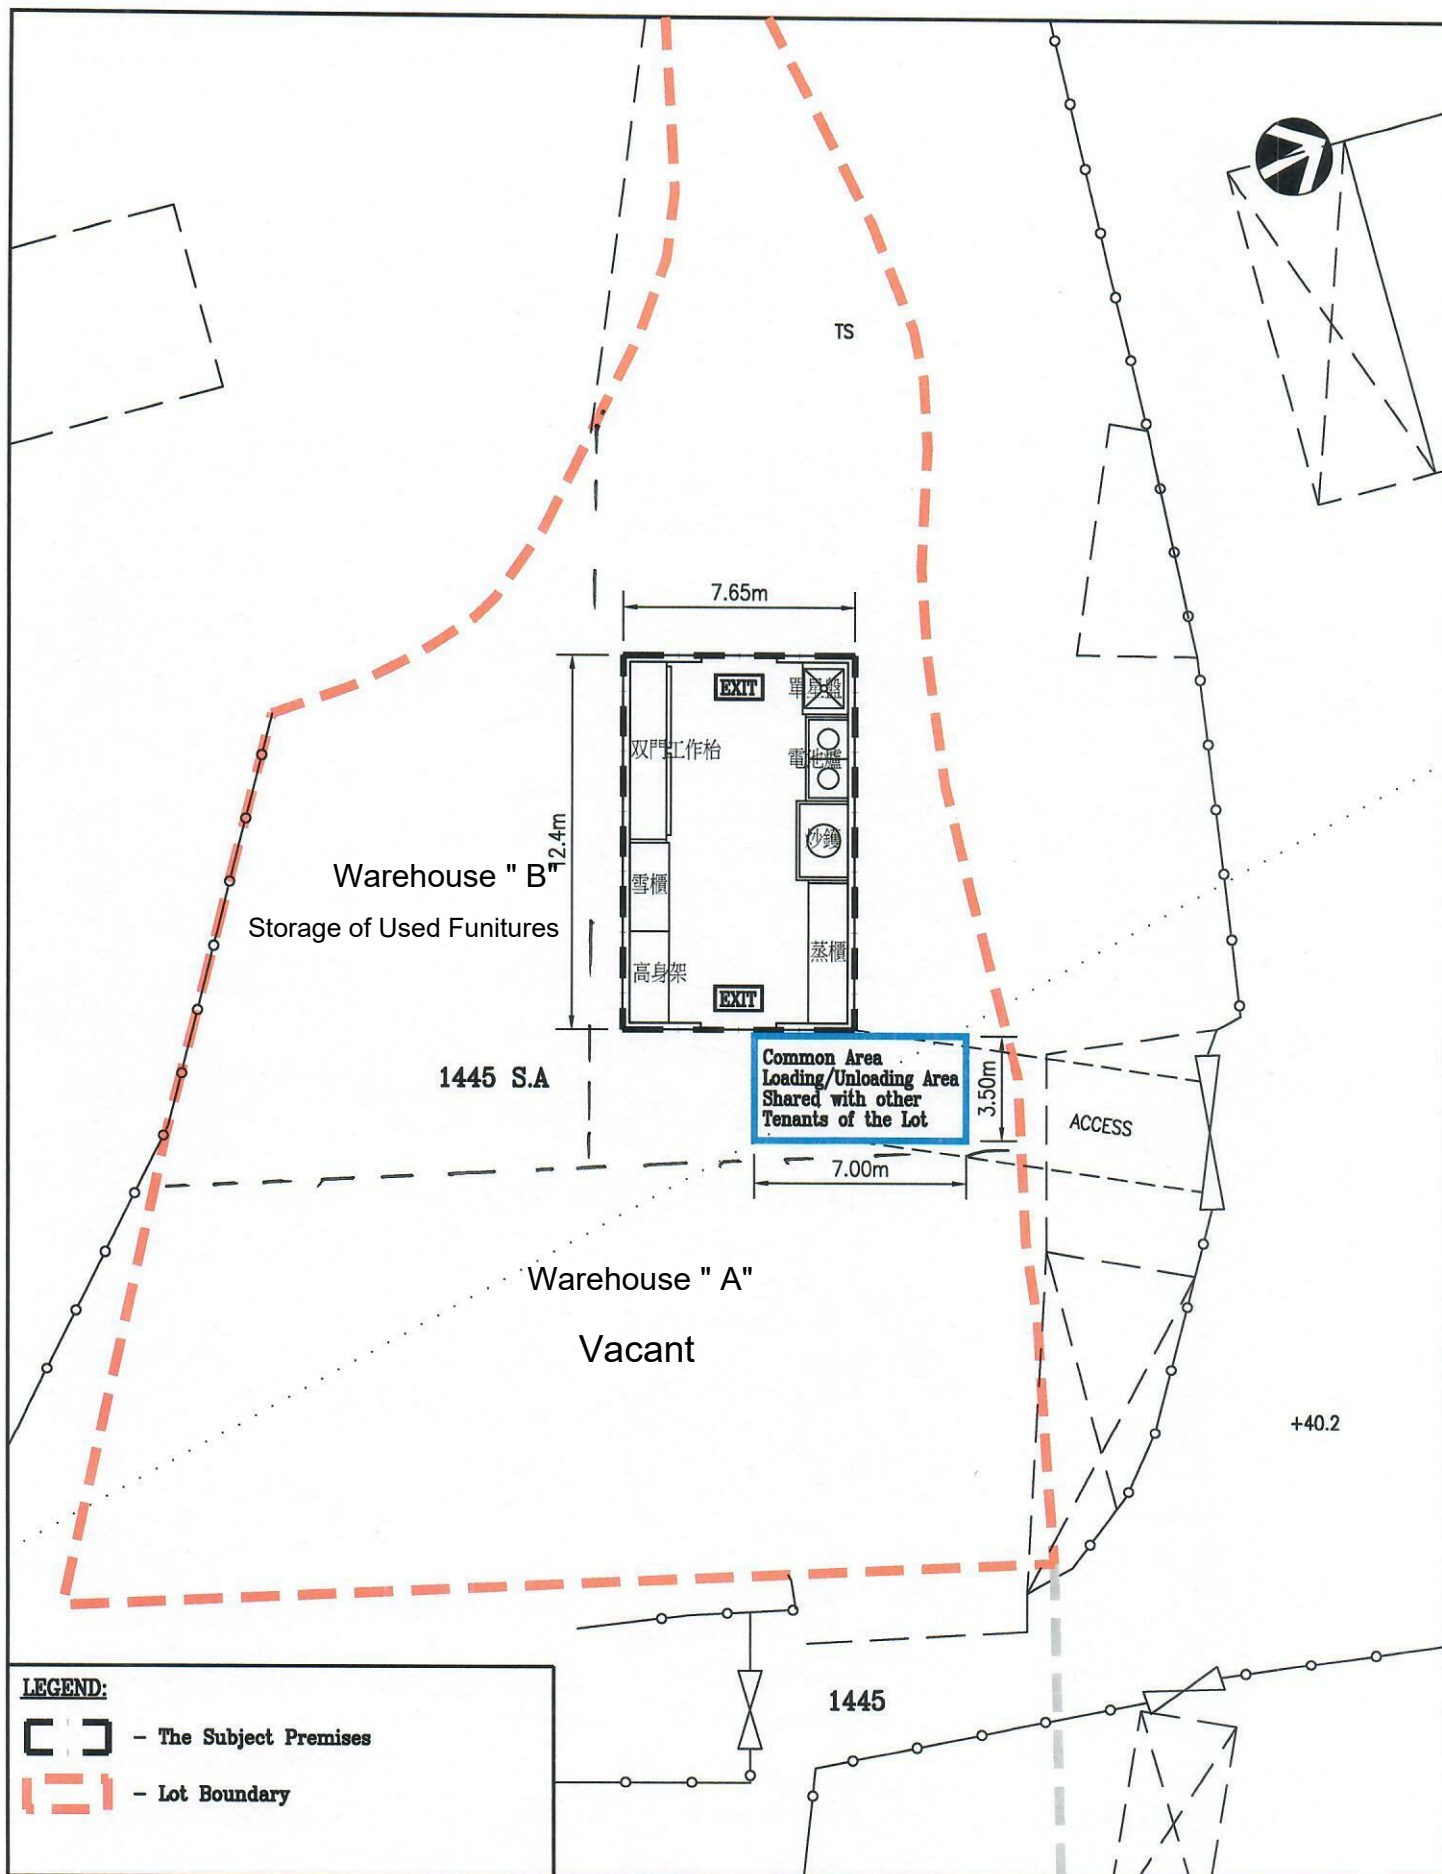 TS
7.65m
EXIT
單星盤
双門工作枱
電池爐
12.4m
炒鑊
Warehouse " B"
雪櫃
Storage of Used Funitures
蒸櫃
高身架
EXIT
Common Area
Loading/Unloading Area
Shared with other
Tenants of the Lot
3.50m
1445 S.A
ACCESS
7.00m
Warehouse " A"
Vacant
+40.2
LEGEND:
1445
- The Subject Premises
- Lot Boundary